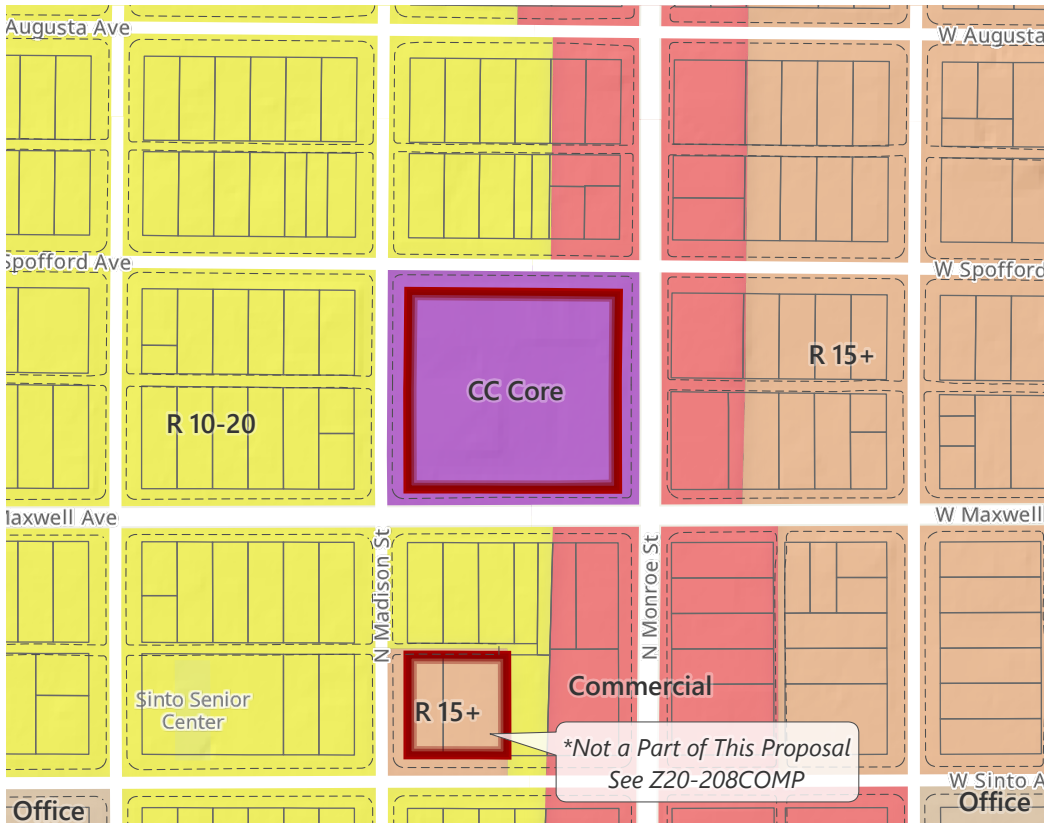 Augusta Ave
W Augusta
Spofford Ave
W Spofford
R 15+
CC Core
R 10-20
Maxwell Ave
W Maxwell
N Madison St
N Monroe St
Sinto Senior
Center
R 15+
Commercial
*Not a Part of This Proposal
See Z20-208COMP
W Sinto A
Office
Office